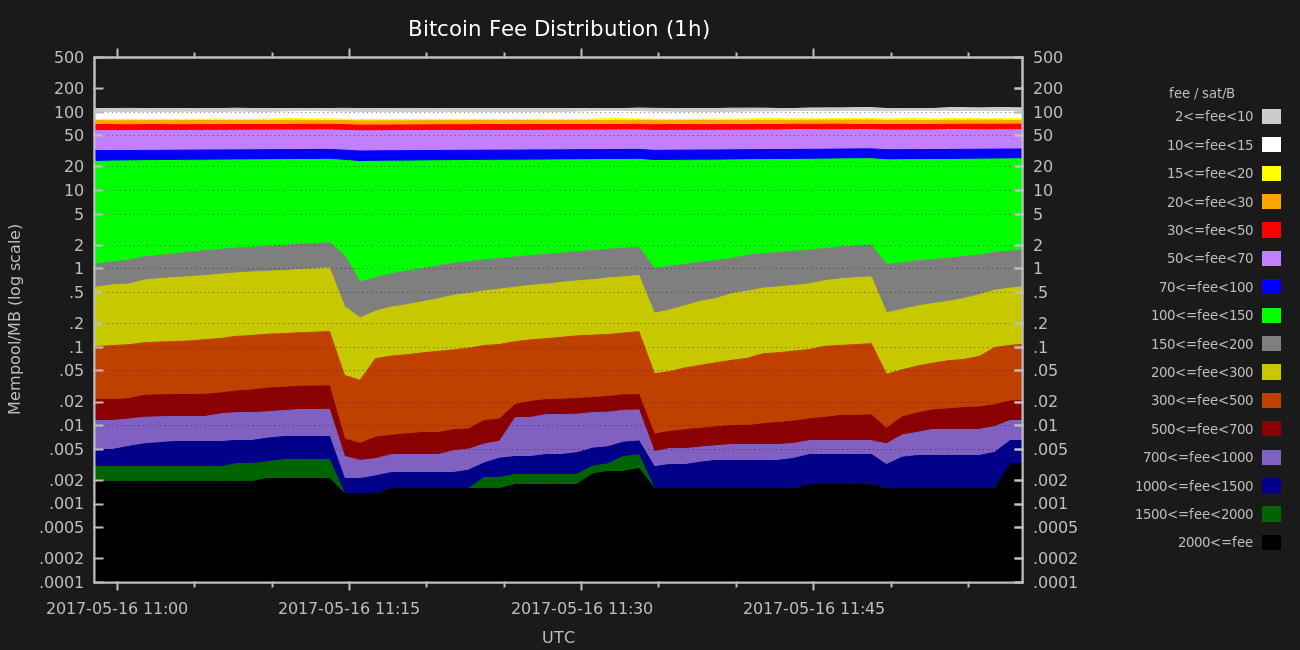 Bitcoin Fee Distribution (1h)
500
200
100
50
20
10
5
2
1
.5
.2
.1
.05
.02
.01
.005
.002
.001
.0005
.0002
.0001
Mempool/MB (log scale)
500
200
100
50
20
10
5
2
1
.5
.2
.1
.05
.02
.01
.005
.002
.001
.0005
.0002
.0001
2017-05-16 11:00 2017-05-16 11:15 2017-05-16 11:30 2017-05-16 11:45
UTC
fee / sat/B
2<=fee<10
10<=fee<15
15<=fee<20
20<=fee<30
30<=fee<50
50<=fee<70
70<=fee<100
100<=fee<150
150<=fee<200
200<=fee<300
300<=fee<500
500<=fee<700
700<=fee<1000
1000<=fee<1500
1500<=fee<2000
2000<=fee